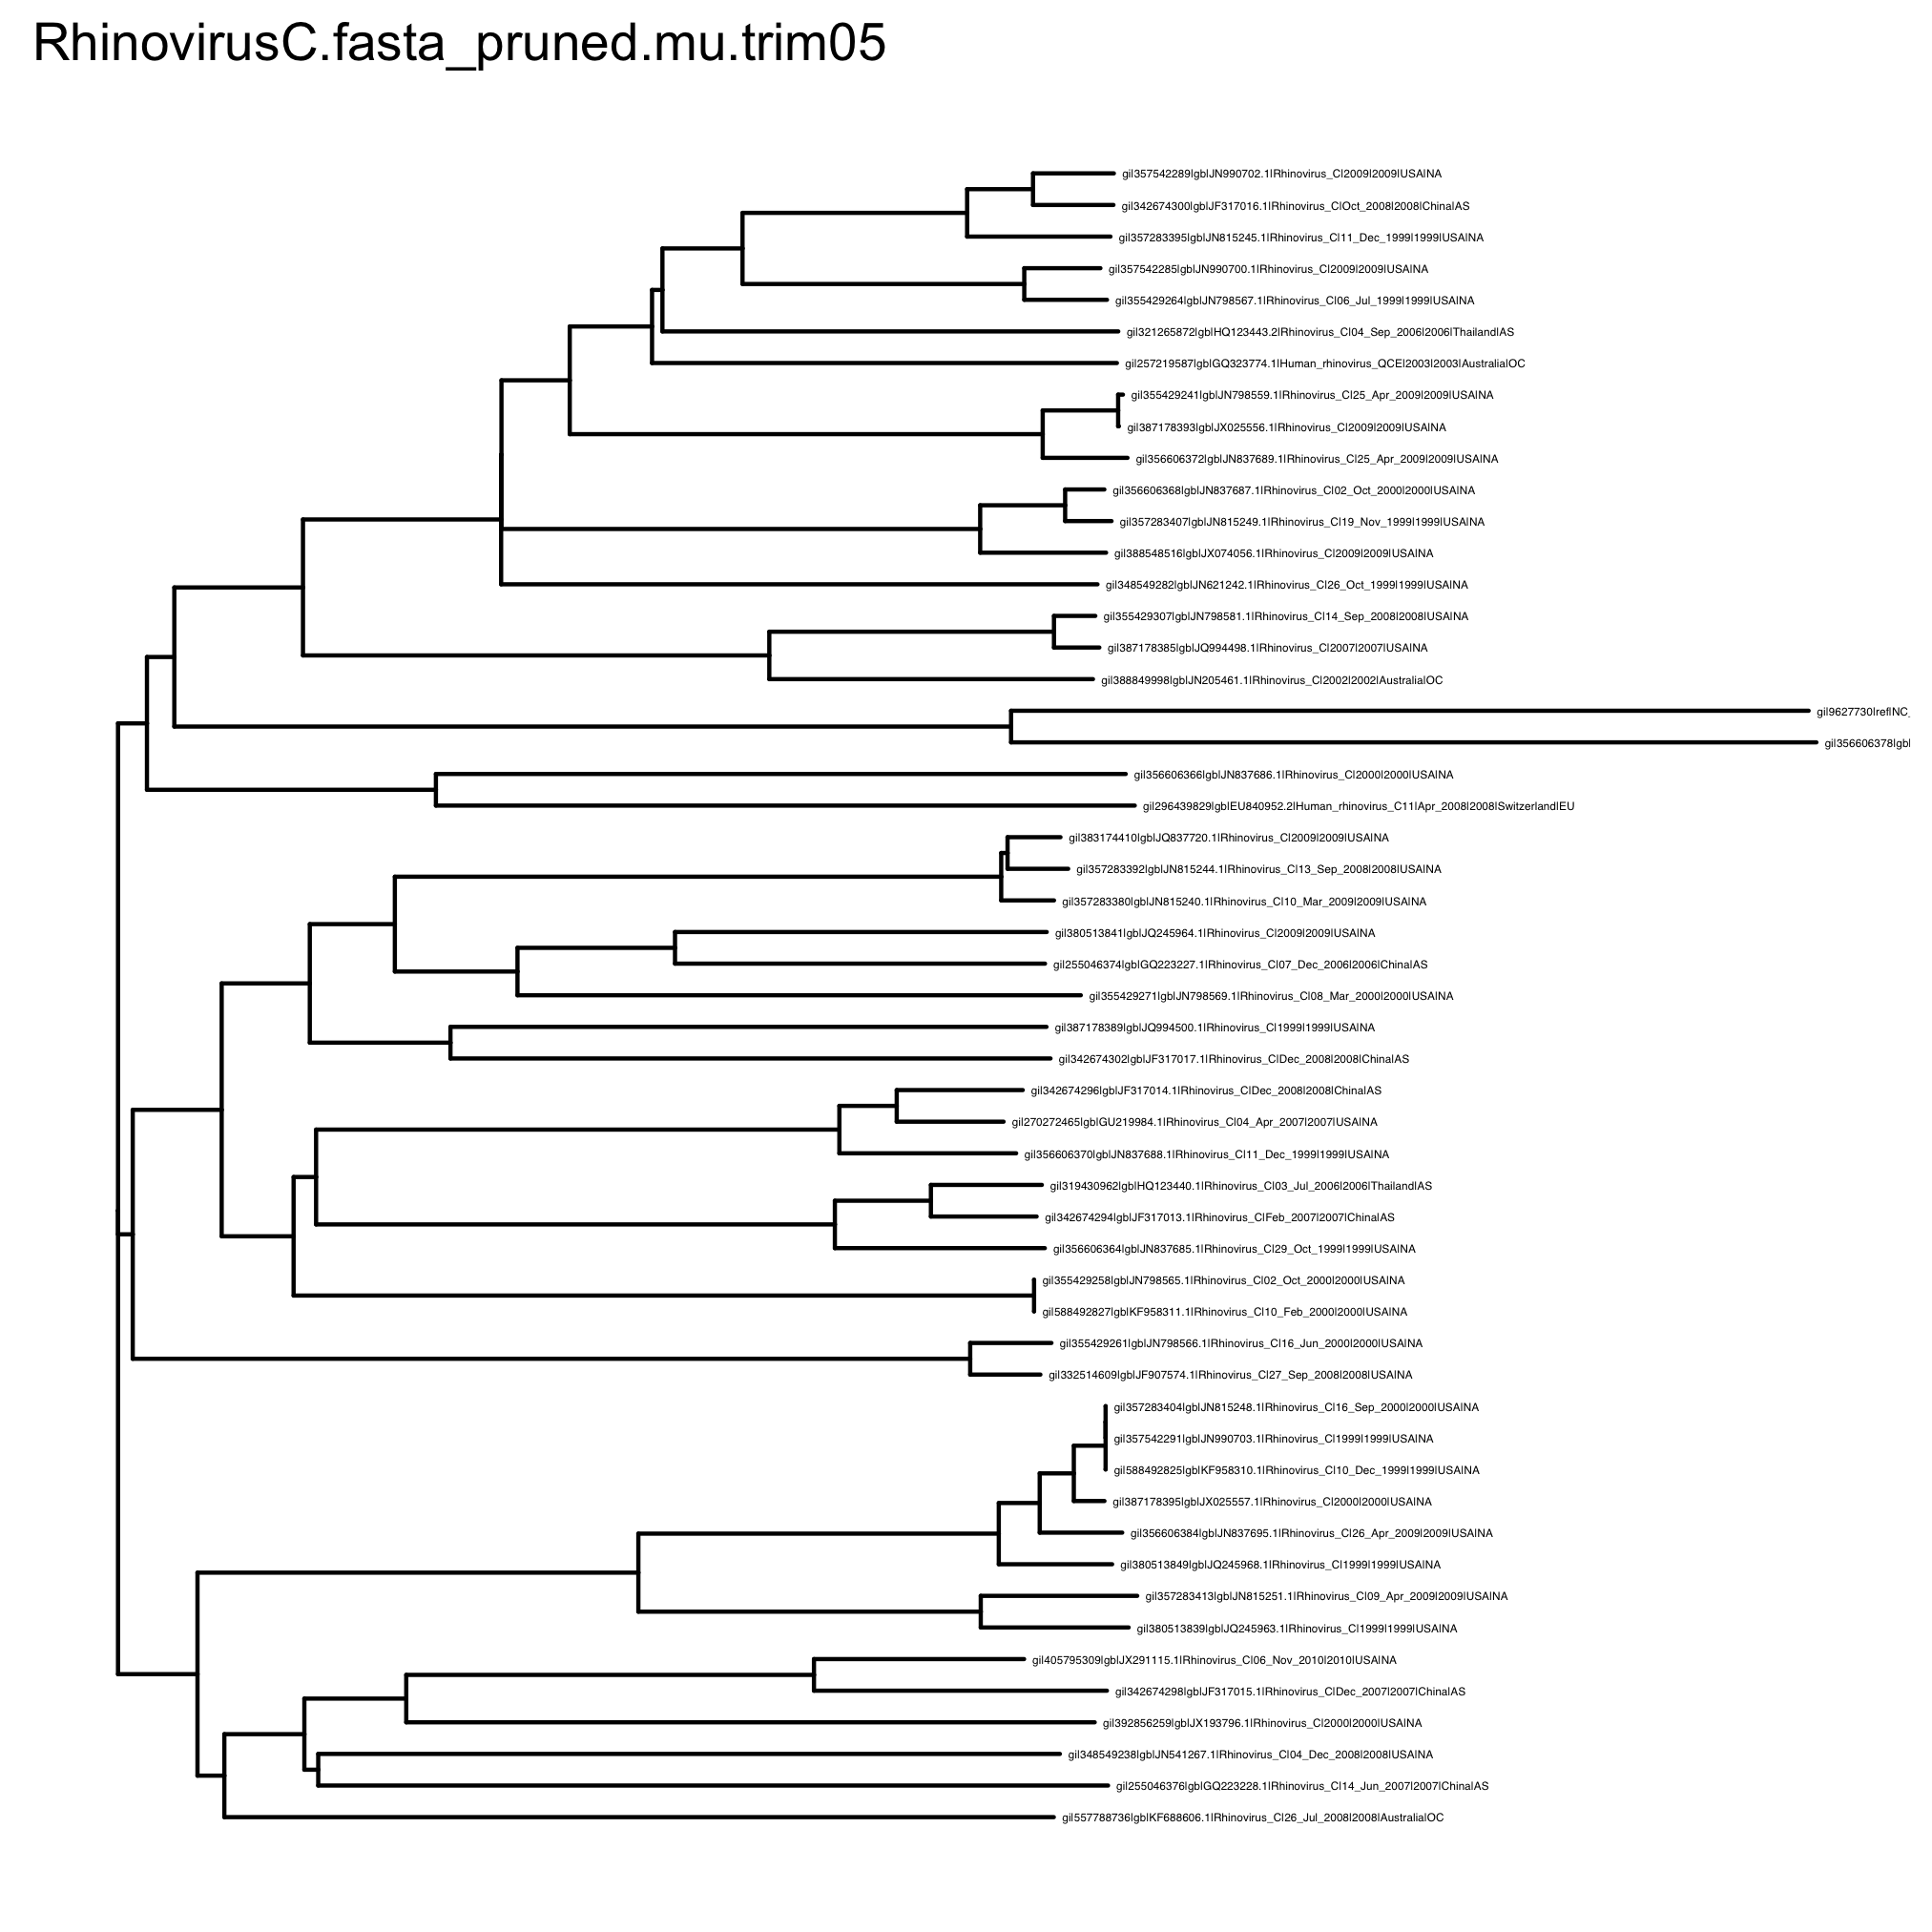 RhinovirusC.fasta_pruned.mu.trim05
gi|357542289|gb|JN990702.1|Rhinovirus_C|2009|2009|USA|NA
gi|342674300|gb|JF317016.1|Rhinovirus_C|Oct_2008|2008|China|AS
gi|357283395|gb|JN815245.1|Rhinovirus_C|11_Dec_1999|1999|USA|NA
gi|357542285|gb|JN990700.1|Rhinovirus_C|2009|2009|USA|NA
gi|355429264|gb|JN798567.1|Rhinovirus_C|06_Jul_1999|1999|USA|NA
gi|321265872|gb|HQ123443.2|Rhinovirus_C|04_Sep_2006|2006|Thailand|AS
gi|257219587|gb|GQ323774.1|Human_rhinovirus_QCE|2003|2003|Australia|OC
gi|355429241|gb|JN798559.1|Rhinovirus_C|25_Apr_2009|2009|USA|NA
gi|387178393|gb|JX025556.1|Rhinovirus_C|2009|2009|USA|NA
gi|356606372|gb|JN837689.1|Rhinovirus_C|25_Apr_2009|2009|USA|NA
gi|356606368|gb|JN837687.1|Rhinovirus_C|02_Oct_2000|2000|USA|NA
gi|357283407|gb|JN815249.1|Rhinovirus_C|19_Nov_1999|1999|USA|NA
gi|388548516|gb|JX074056.1|Rhinovirus_C|2009|2009|USA|NA
gi|348549282|gb|JN621242.1|Rhinovirus_C|26_Oct_1999|1999|USA|NA
gi|355429307|gb|JN798581.1|Rhinovirus_C|14_Sep_2008|2008|USA|NA
gi|387178385|gb|JQ994498.1|Rhinovirus_C|2007|2007|USA|NA
gi|388849998|gb|JN205461.1|Rhinovirus_C|2002|2002|Australia|OC
gi|9627730|ref|NC_
gi|356606378|gb|
gi|356606366|gb|JN837686.1|Rhinovirus_C|2000|2000|USA|NA
gi|296439829|gb|EU840952.2|Human_rhinovirus_C11|Apr_2008|2008|Switzerland|EU
gi|383174410|gb|JQ837720.1|Rhinovirus_C|2009|2009|USA|NA
gi|357283392|gb|JN815244.1|Rhinovirus_C|13_Sep_2008|2008|USA|NA
gi|357283380|gb|JN815240.1|Rhinovirus_C|10_Mar_2009|2009|USA|NA
gi|380513841|gb|JQ245964.1|Rhinovirus_C|2009|2009|USA|NA
gi|255046374|gb|GQ223227.1|Rhinovirus_C|07_Dec_2006|2006|China|AS
gi|355429271|gb|JN798569.1|Rhinovirus_C|08_Mar_2000|2000|USA|NA
gi|387178389|gb|JQ994500.1|Rhinovirus_C|1999|1999|USA|NA
gi|342674302|gb|JF317017.1|Rhinovirus_C|Dec_2008|2008|China|AS
gi|342674296|gb|JF317014.1|Rhinovirus_C|Dec_2008|2008|China|AS
gi|270272465|gb|GU219984.1|Rhinovirus_C|04_Apr_2007|2007|USA|NA
gi|356606370|gb|JN837688.1|Rhinovirus_C|11_Dec_1999|1999|USA|NA
gi|319430962|gb|HQ123440.1|Rhinovirus_C|03_Jul_2006|2006|Thailand|AS
gi|342674294|gb|JF317013.1|Rhinovirus_C|Feb_2007|2007|China|AS
gi|356606364|gb|JN837685.1|Rhinovirus_C|29_Oct_1999|1999|USA|NA
gi|355429258|gb|JN798565.1|Rhinovirus_C|02_Oct_2000|2000|USA|NA
gi|588492827|gb|KF958311.1|Rhinovirus_C|10_Feb_2000|2000|USA|NA
gi|355429261|gb|JN798566.1|Rhinovirus_C|16_Jun_2000|2000|USA|NA
gi|332514609|gb|JF907574.1|Rhinovirus_C|27_Sep_2008|2008|USA|NA
gi|357283404|gb|JN815248.1|Rhinovirus_C|16_Sep_2000|2000|USA|NA
gi|357542291|gb|JN990703.1|Rhinovirus_C|1999|1999|USA|NA
gi|588492825|gb|KF958310.1|Rhinovirus_C|10_Dec_1999|1999|USA|NA
gi|387178395|gb|JX025557.1|Rhinovirus_C|2000|2000|USA|NA
gi|356606384|gb|JN837695.1|Rhinovirus_C|26_Apr_2009|2009|USA|NA
gi|380513849|gb|JQ245968.1|Rhinovirus_C|1999|1999|USA|NA
gi|357283413|gb|JN815251.1|Rhinovirus_C|09_Apr_2009|2009|USA|NA
gi|380513839|gb|JQ245963.1|Rhinovirus_C|1999|1999|USA|NA
gi|405795309|gb|JX291115.1|Rhinovirus_C|06_Nov_2010|2010|USA|NA
gi|342674298|gb|JF317015.1|Rhinovirus_C|Dec_2007|2007|China|AS
gi|392856259|gb|JX193796.1|Rhinovirus_C|2000|2000|USA|NA
gi|348549238|gb|JN541267.1|Rhinovirus_C|04_Dec_2008|2008|USA|NA
gi|255046376|gb|GQ223228.1|Rhinovirus_C|14_Jun_2007|2007|China|AS
gi|557788736|gb|KF688606.1|Rhinovirus_C|26_Jul_2008|2008|Australia|OC